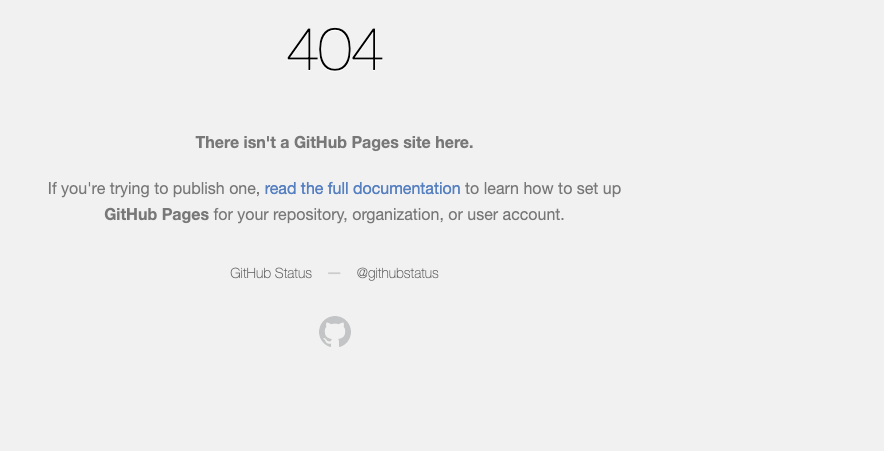 404
There isn't a GitHub Pages site here.
If you're trying to publish one, read the full documentation to learn how to set up
GitHub Pages for your repository, organization, or user account.
GitHub Status — @githubstatus